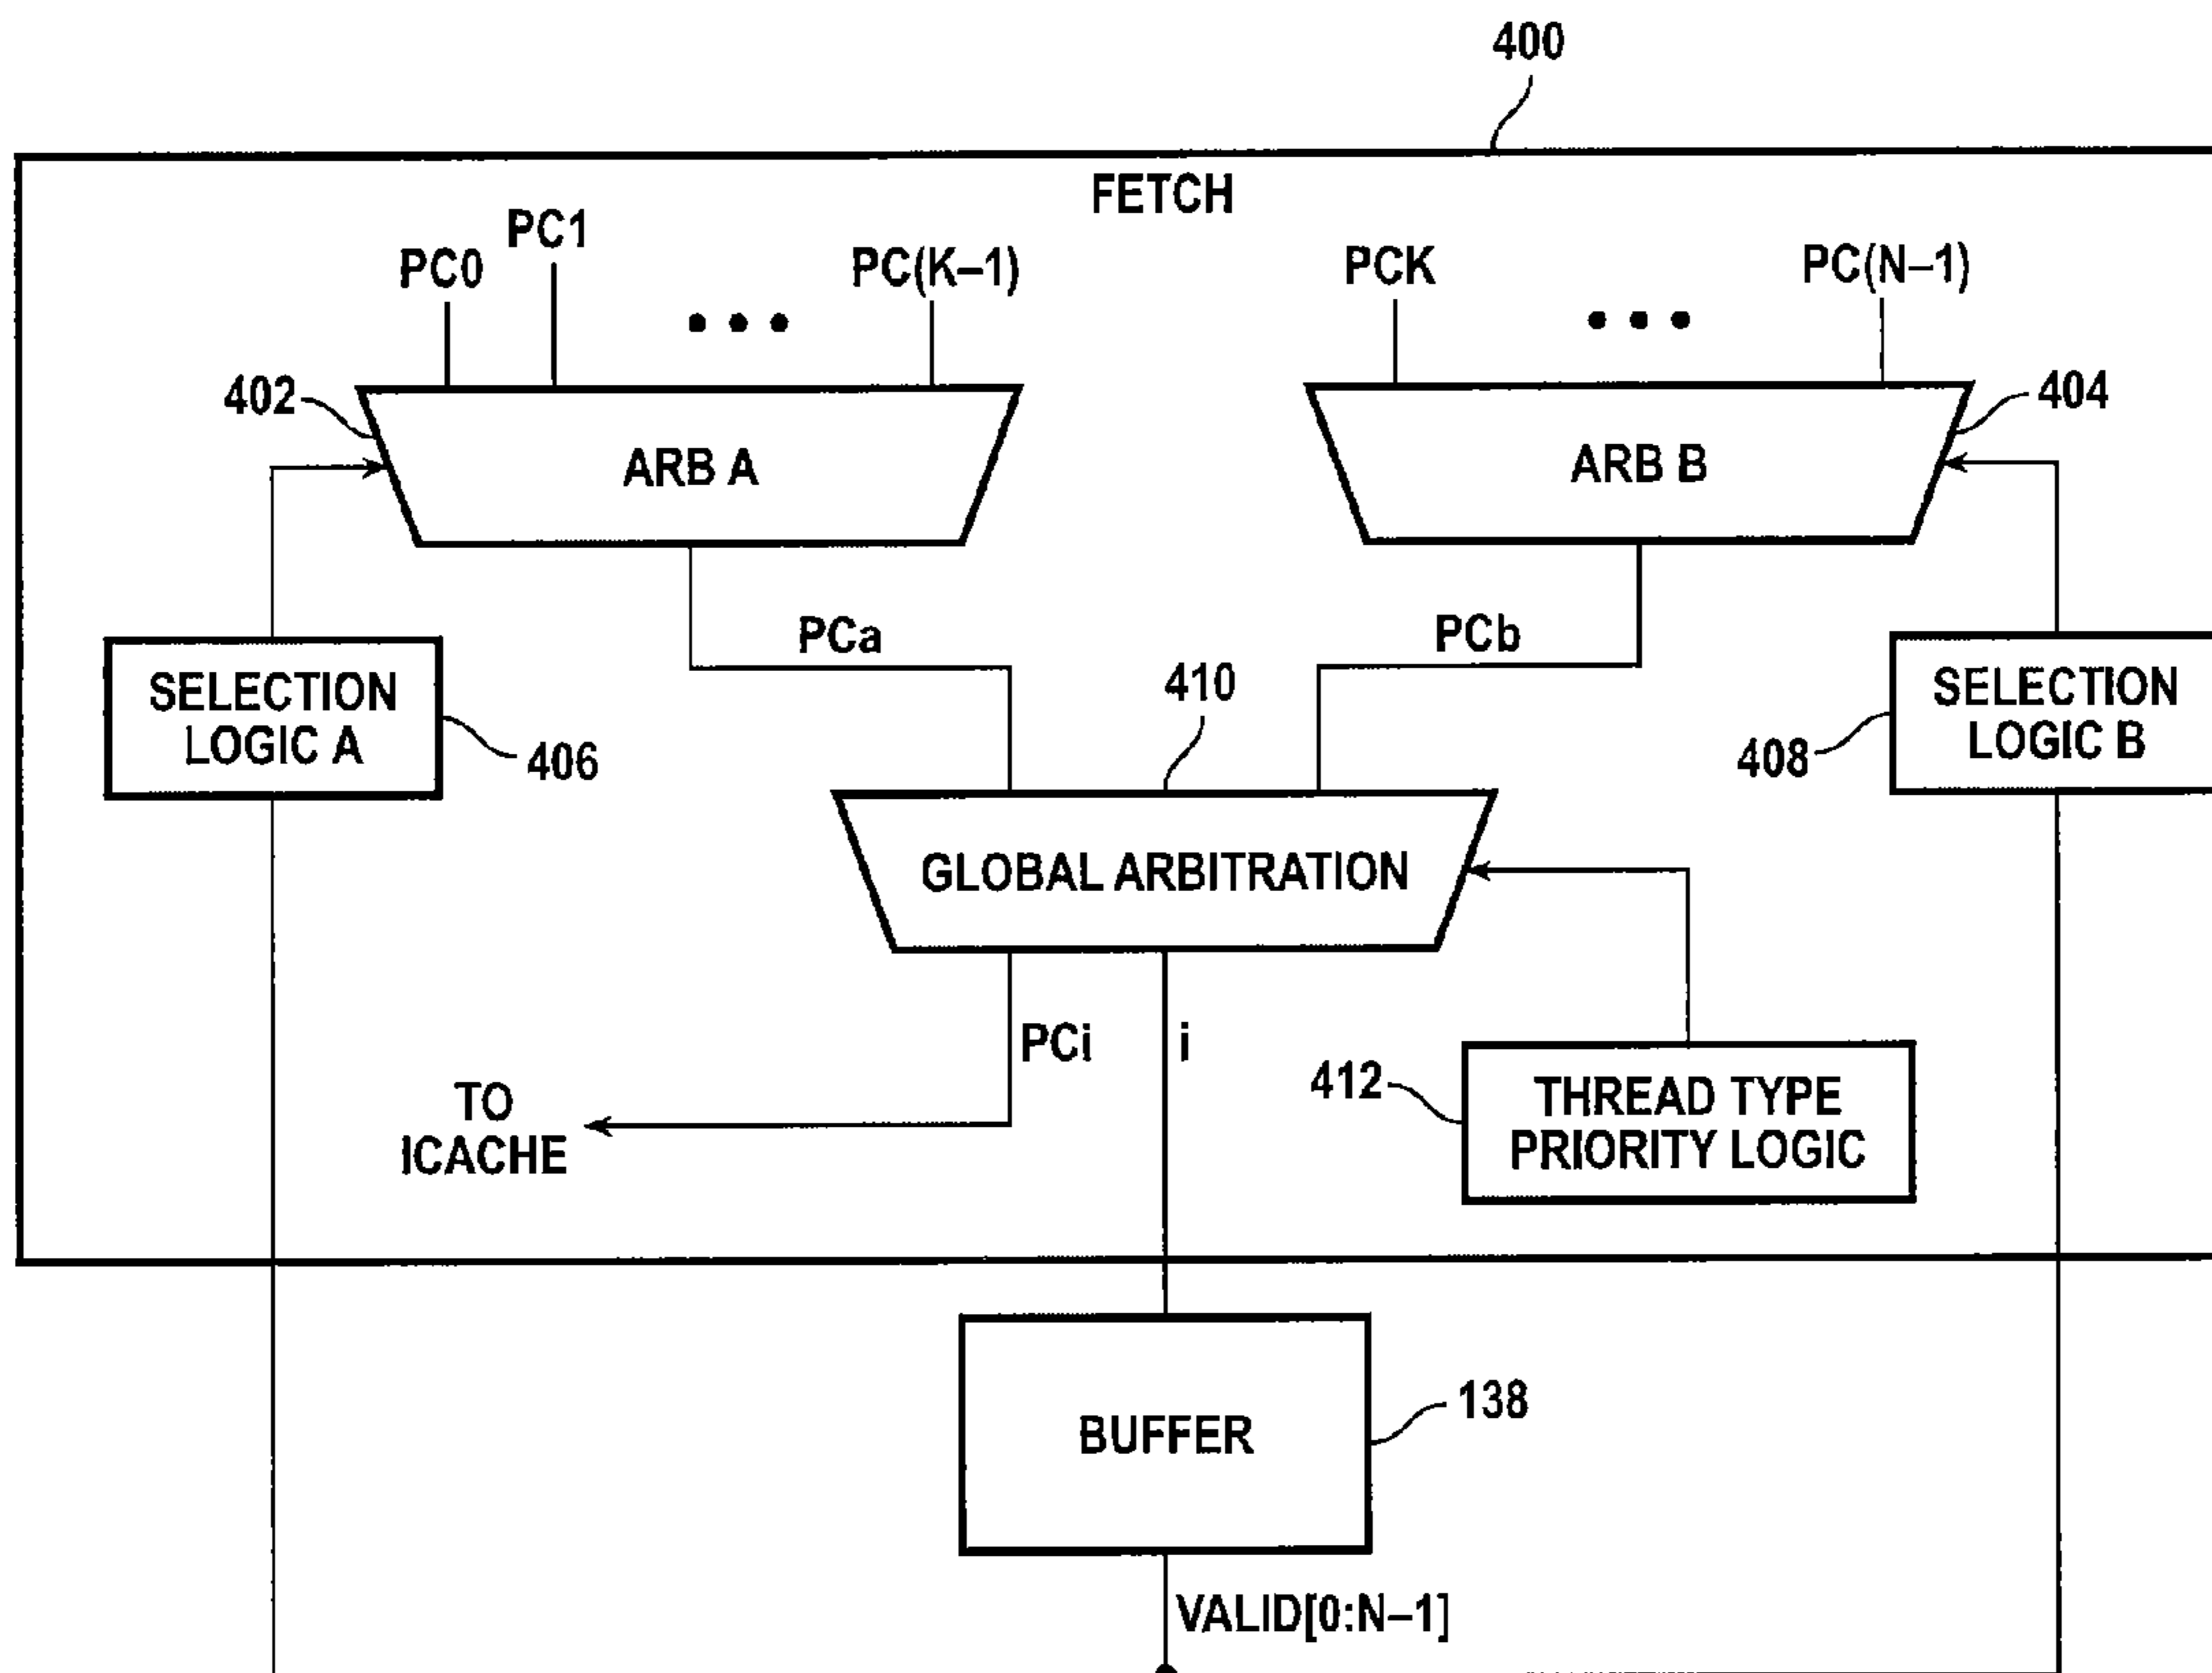 400
FETCH
PC0
PC1
PC(K–1)
PCK
PC(N–1)
402
ARB A
ARB B
404
PCa
PCb
SELECTION
LOGIC A
406
410
408
SELECTION
LOGIC B
GLOBAL ARBITRATION
PCi
i
TO
ICACHE
412
THREAD TYPE
PRIORITY LOGIC
BUFFER
138
VALID[0:N–1]